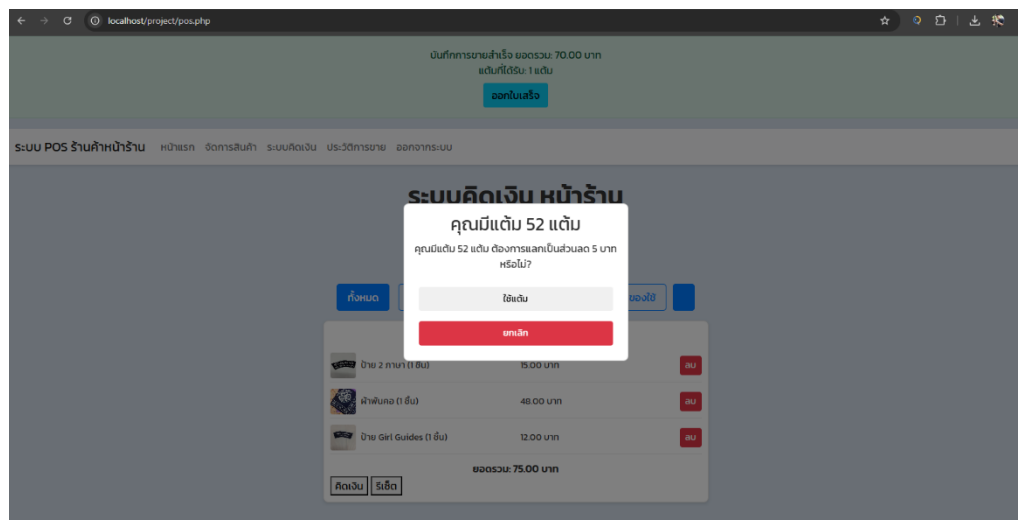 localhost/project/pos.php
บันทึกการขายสำเร็จ ยอดรวม: 70.00 บาท
แต้มที่ได้รับ: 1 แต้ม
ออกใบเสร็จ
ระบบ POS ร้านค้าหน้าร้าน หน้าแรก จัดการสินค้า ระบบคิดเงิน ประวัติการขาย ออกจากระบบ
ระบบคิดเงิน หน้าร้าน
คุณมีแต้ม 52 แต้ม
คุณมีแต้ม 52 แต้ม ต้องการแลกเป็นส่วนลด 5 บาท
หรือไม่?
ทั้งหมด ใช้แต้ม ของใช้
ยกเลิก
ป้าย 2 ภาษา (1 ชิ้น) 15.00 บาท ลบ
ผ้าพันคอ (1 ชิ้น) 48.00 บาท ลบ
ป้าย Girl Guides (1 ชิ้น) 12.00 บาท ลบ
ยอดรวม: 75.00 บาท
คิดเงิน รีเซ็ต